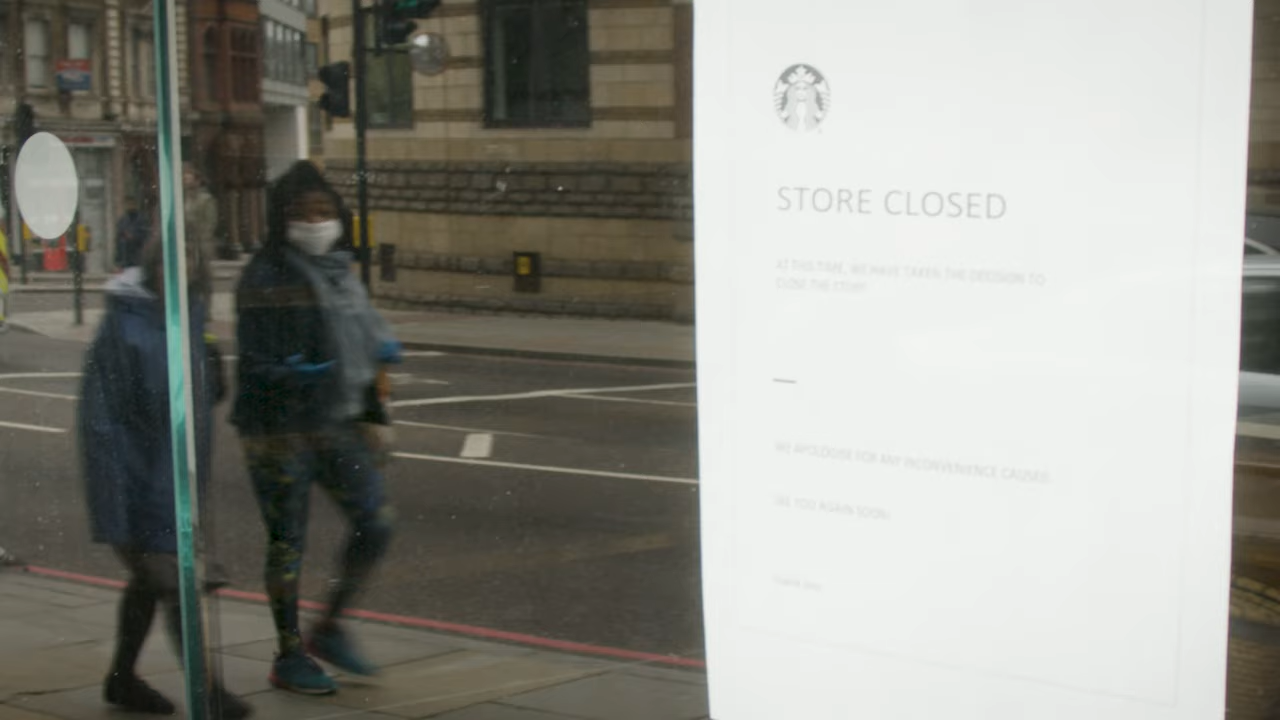 STORE CLOSED
AT THIS TIME, WE HAVE TAKEN THE DECISION TO
CLOSE THE STORE
WE APOLOGISE FOR ANY INCONVENIENCE CAUSED.
SEE YOU AGAIN SOON.